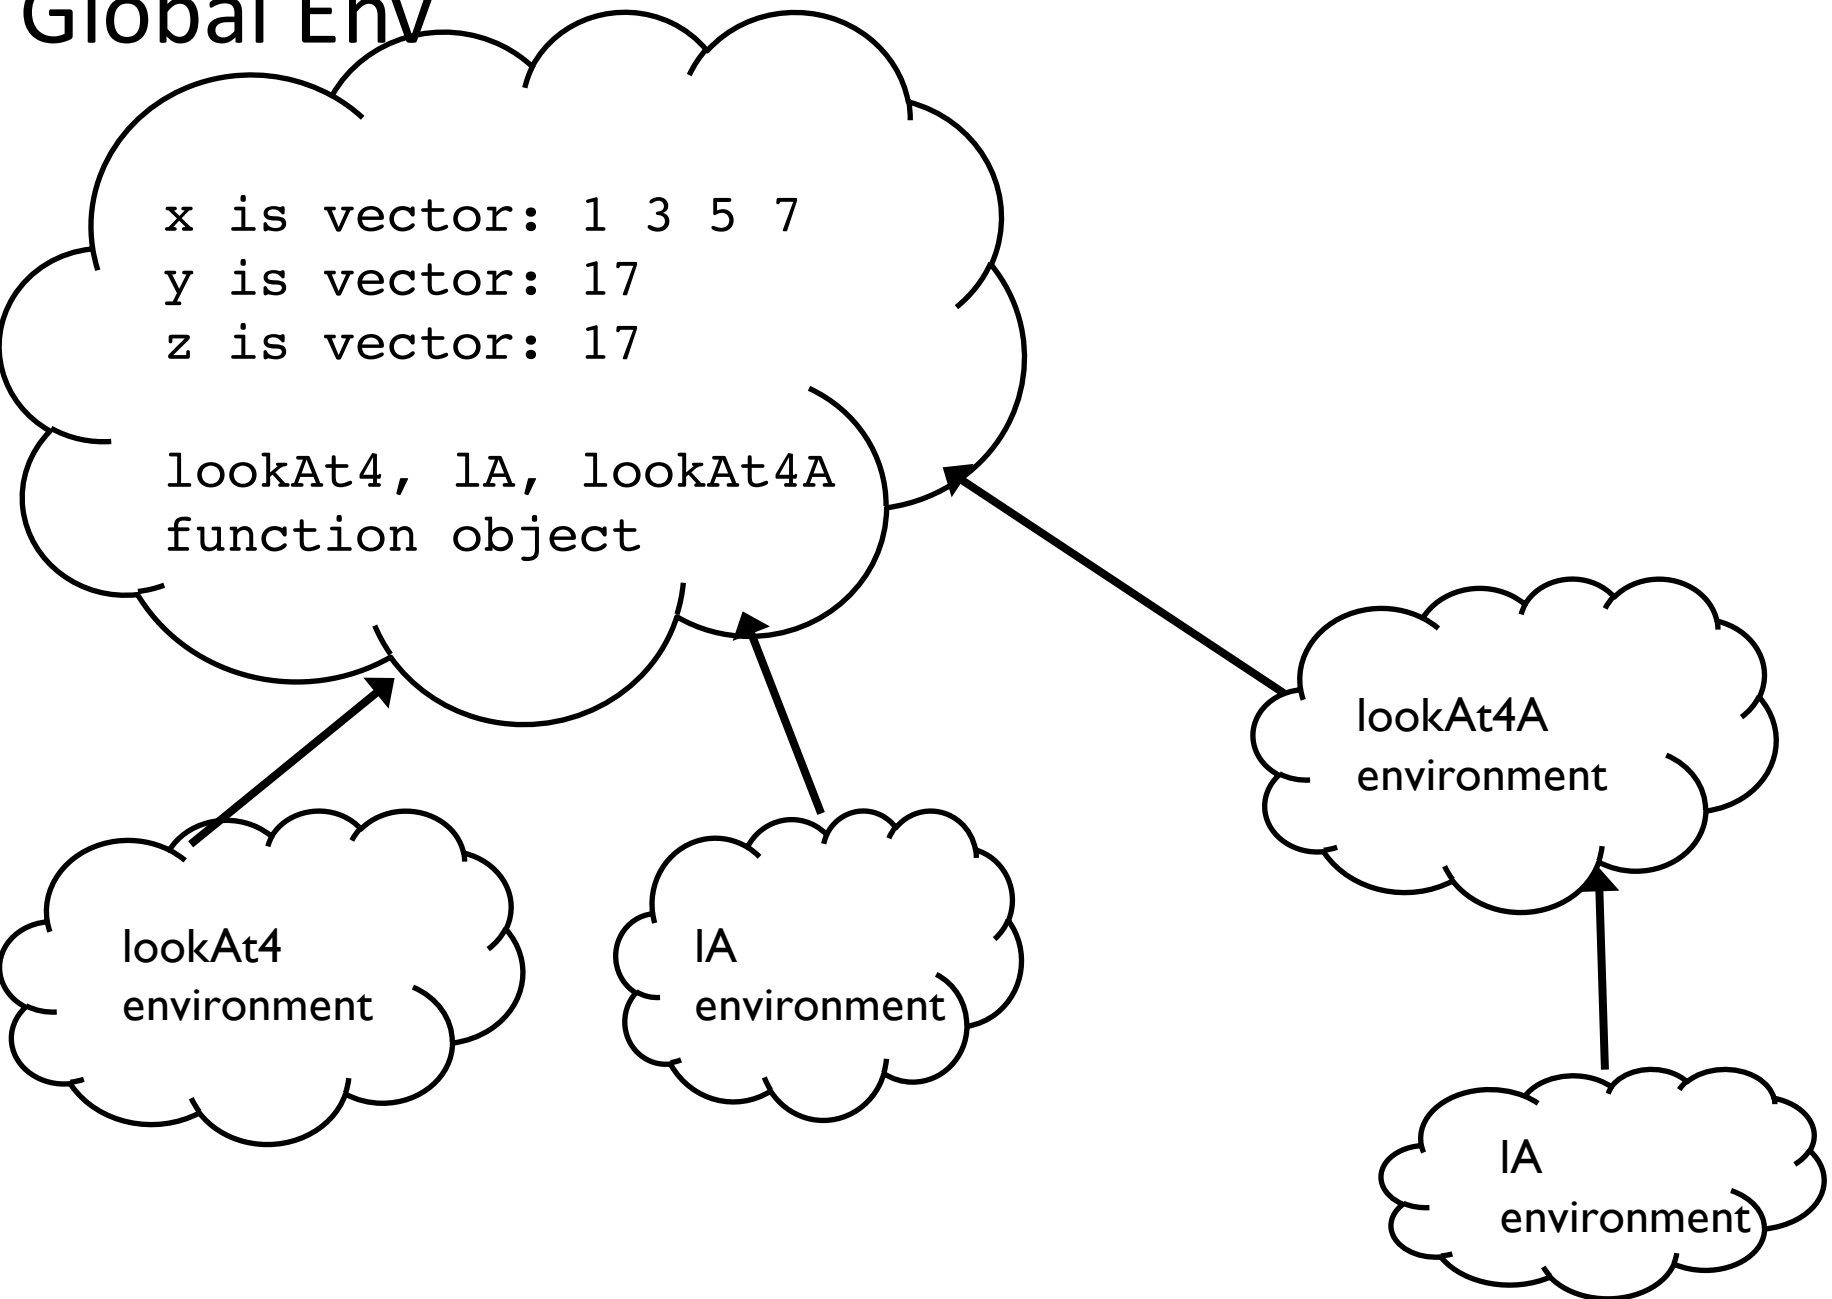 Global Env
x is vector: 1 3 5 7
y is vector: 17
z is vector: 17
lookAt4, lA, lookAt4A
function object
lookAt4A
environment
lookAt4
environment
lA
environment
lA
environment